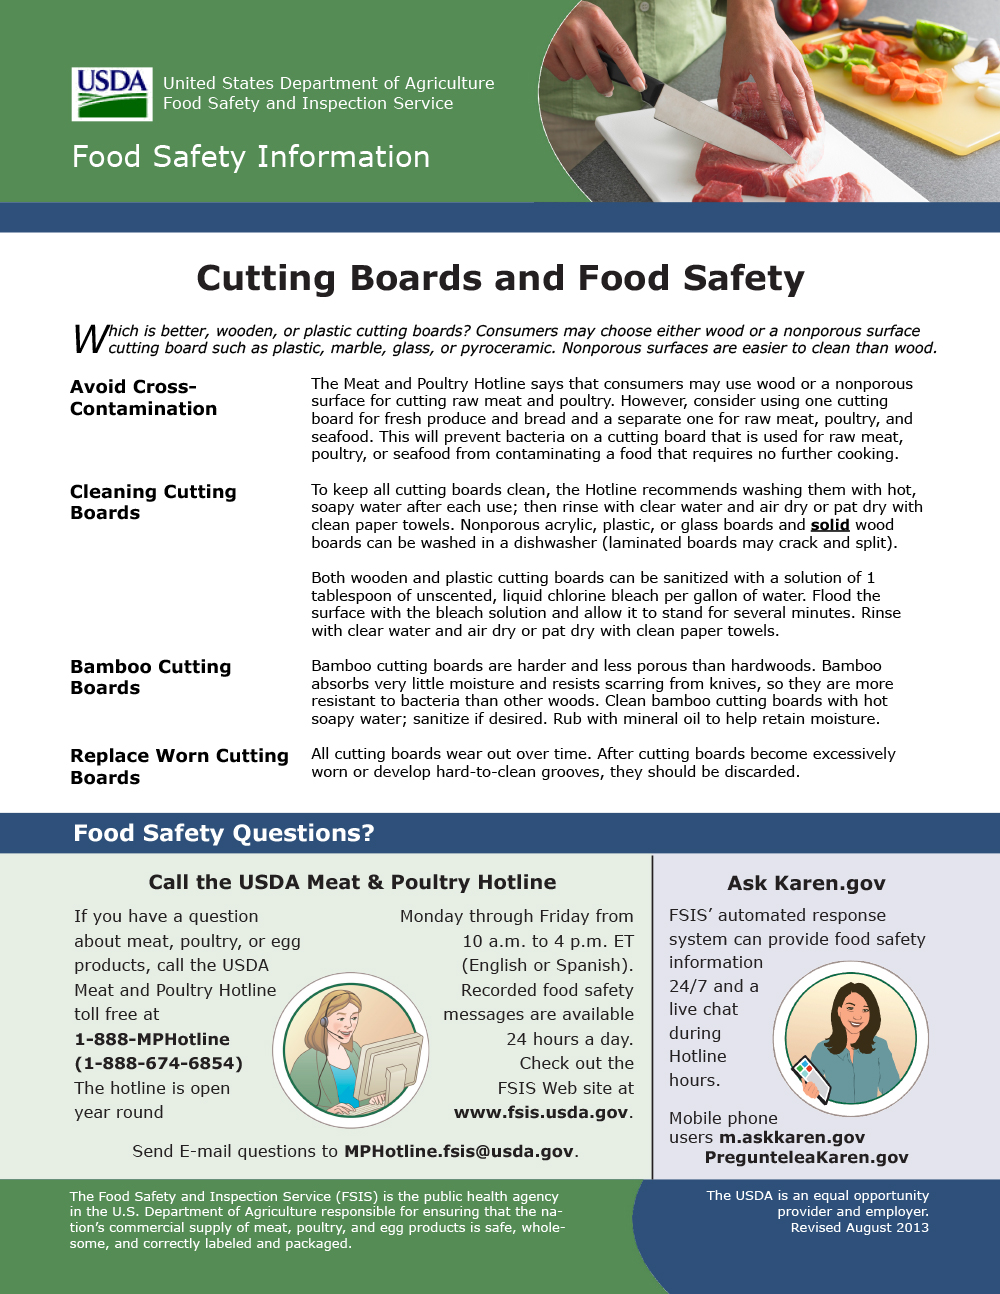 USDA
United States Department of Agriculture
Food Safety and Inspection Service
Food Safety Information
Cutting Boards and Food Safety
Which is better, wooden, or plastic cutting boards? Consumers may choose either wood or a nonporous surface
cutting board such as plastic, marble, glass, or pyroceramic. Nonporous surfaces are easier to clean than wood.
Avoid Cross-
Contamination
The Meat and Poultry Hotline says that consumers may use wood or a nonporous
surface for cutting raw meat and poultry. However, consider using one cutting
board for fresh produce and bread and a separate one for raw meat, poultry, and
seafood. This will prevent bacteria on a cutting board that is used for raw meat,
poultry, or seafood from contaminating a food that requires no further cooking.
Cleaning Cutting
Boards
To keep all cutting boards clean, the Hotline recommends washing them with hot,
soapy water after each use; then rinse with clear water and air dry or pat dry with
clean paper towels. Nonporous acrylic, plastic, or glass boards and solid wood
boards can be washed in a dishwasher (laminated boards may crack and split).
Both wooden and plastic cutting boards can be sanitized with a solution of 1
tablespoon of unscented, liquid chlorine bleach per gallon of water. Flood the
surface with the bleach solution and allow it to stand for several minutes. Rinse
with clear water and air dry or pat dry with clean paper towels.
Bamboo Cutting
Boards
Bamboo cutting boards are harder and less porous than hardwoods. Bamboo
absorbs very little moisture and resists scarring from knives, so they are more
resistant to bacteria than other woods. Clean bamboo cutting boards with hot
soapy water; sanitize if desired. Rub with mineral oil to help retain moisture.
Replace Worn Cutting
Boards
All cutting boards wear out over time. After cutting boards become excessively
worn or develop hard-to-clean grooves, they should be discarded.
Food Safety Questions?
Call the USDA Meat & Poultry Hotline
If you have a question
about meat, poultry, or egg
products, call the USDA
Meat and Poultry Hotline
toll free at
1-888-MPHotline
(1-888-674-6854)
The hotline is open
year round
Monday through Friday from
10 a.m. to 4 p.m. ET
(English or Spanish).
Recorded food safety
messages are available
24 hours a day.
Check out the
FSIS Web site at
www.fsis.usda.gov.
Send E-mail questions to MPHotline.fsis@usda.gov.
Ask Karen.gov
FSIS’ automated response
system can provide food safety
information
24/7 and a
live chat
during
Hotline
hours.
Mobile phone
users m.askkaren.gov
PregunteleaKaren.gov
The Food Safety and Inspection Service (FSIS) is the public health agency
in the U.S. Department of Agriculture responsible for ensuring that the na-
tion’s commercial supply of meat, poultry, and egg products is safe, whole-
some, and correctly labeled and packaged.
The USDA is an equal opportunity
provider and employer.
Revised August 2013